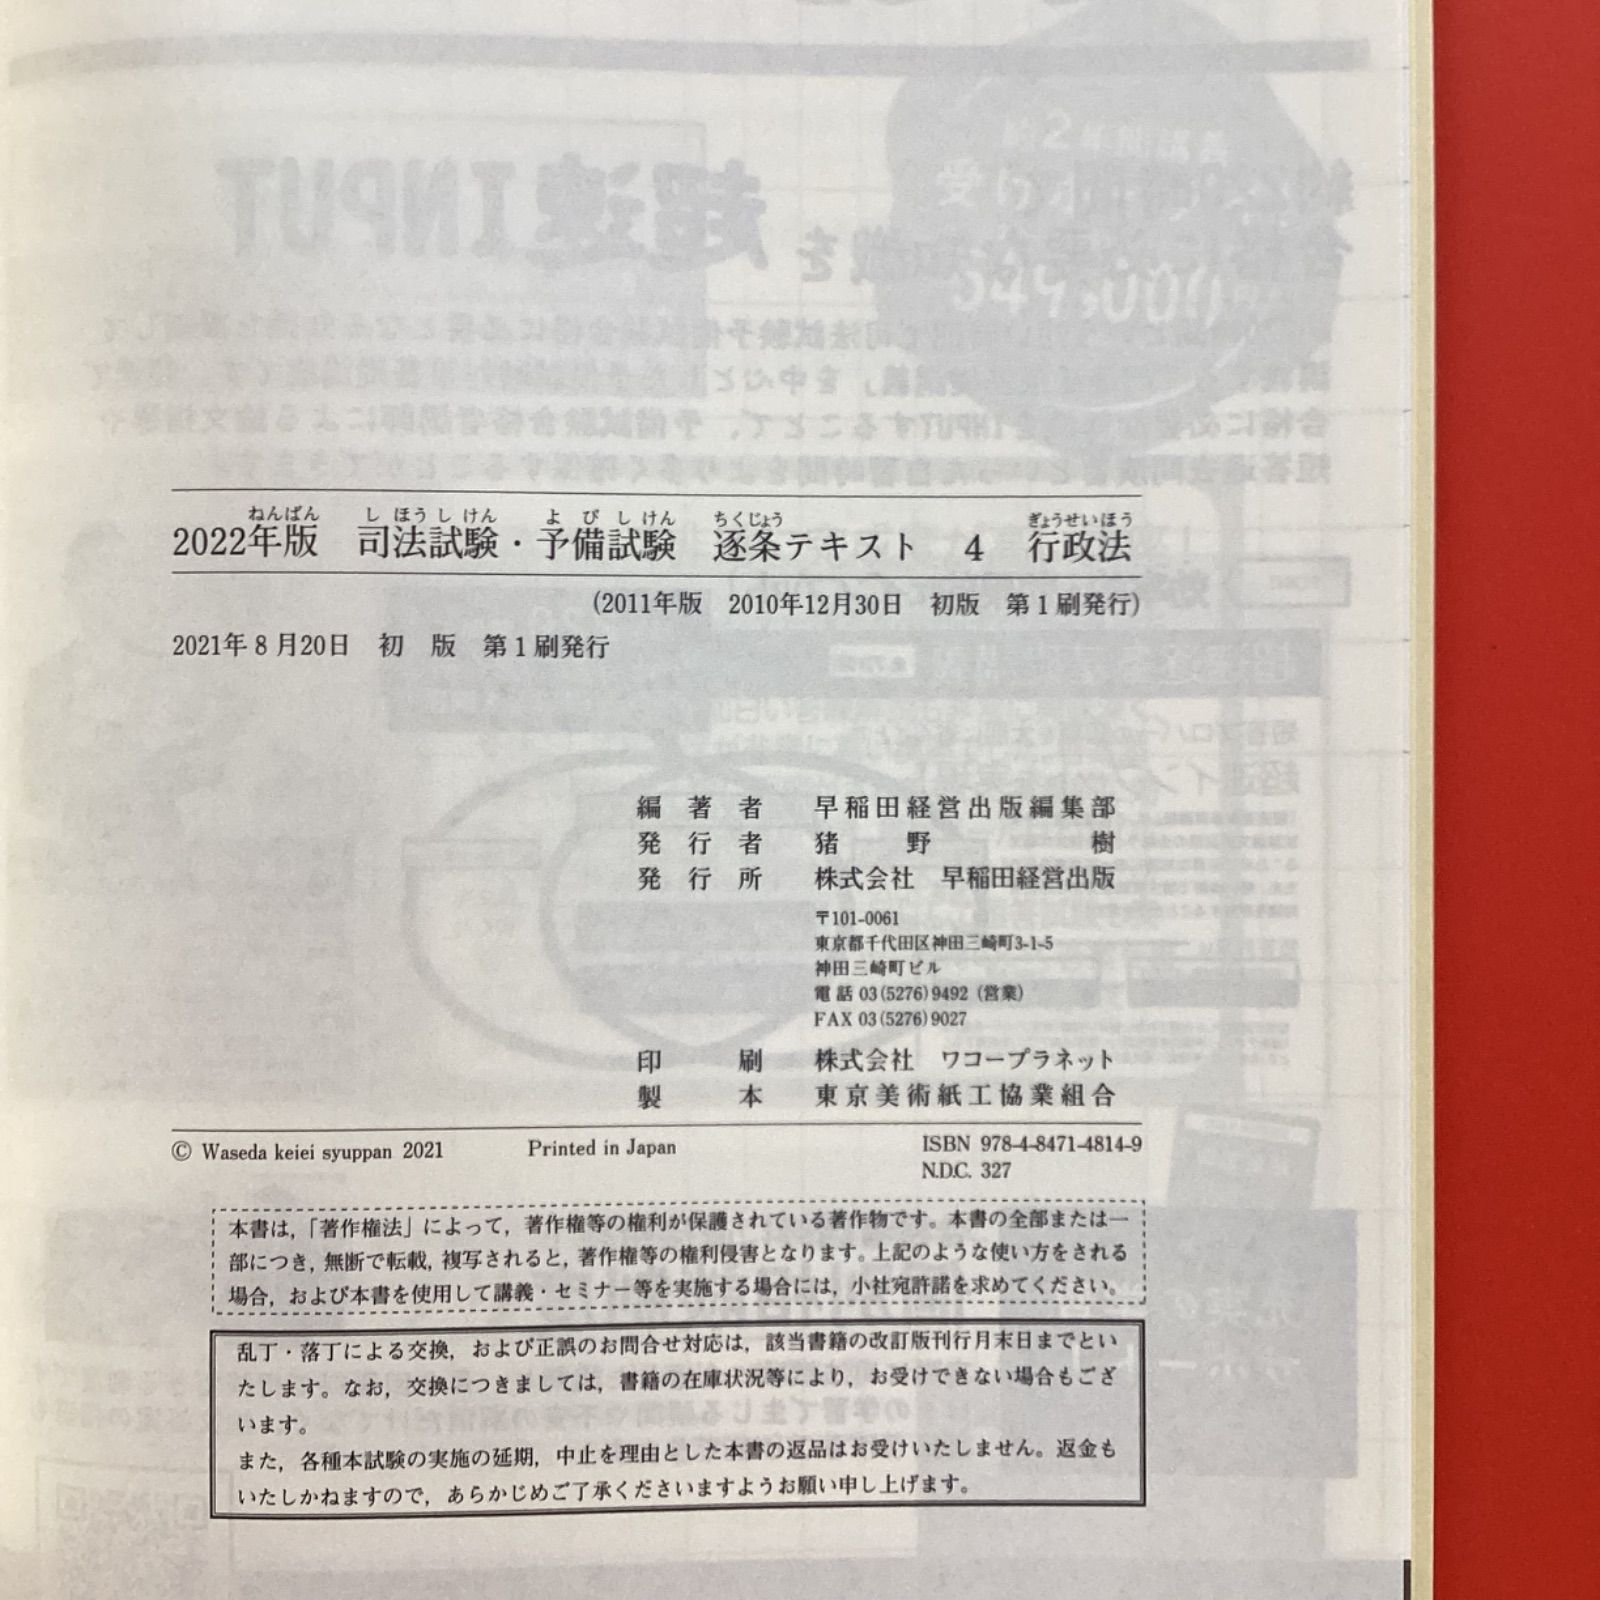 2022年版　司法試験・予備試験　逐条テキスト　4　行政法
ねんばん　しほうしけん　よびしけん　ちくじょう　ぎょうせいほう
(2011年版　2010年12月30日　初版　第1刷発行)
2021年8月20日　初　版　第1刷発行
編著者　早稲田経営出版編集部
発行者　猪野　樹
発行所　株式会社　早稲田経営出版
〒101-0061
東京都千代田区神田三崎町3-1-5
神田三崎町ビル
電話 03(5276)9492 (営業)
FAX 03(5276)9027
印刷　株式会社　ワコープラネット
製本　東京美術紙工協業組合
© Waseda keiei syuppan 2021　Printed in Japan　ISBN 978-4-8471-4814-9
N.D.C. 327
本書は,「著作権法」によって, 著作権等の権利が保護されている著作物です。本書の全部または一
部につき, 無断で転載, 複写されると, 著作権等の権利侵害となります。上記のような使い方をされる
場合, および本書を使用して講義・セミナー等を実施する場合には, 小社宛許諾を求めてください。
乱丁・落丁による交換, および正誤のお問合せ対応は, 該当書籍の改訂版刊行月末日までとい
たします。なお, 交換につきましては, 書籍の在庫状況等により, お受けできない場合もござ
います。
また, 各種本試験の実施の延期, 中止を理由とした本書の返品はお受けいたしません。返金も
いたしかねますので, あらかじめご了承くださいますようお願い申し上げます。